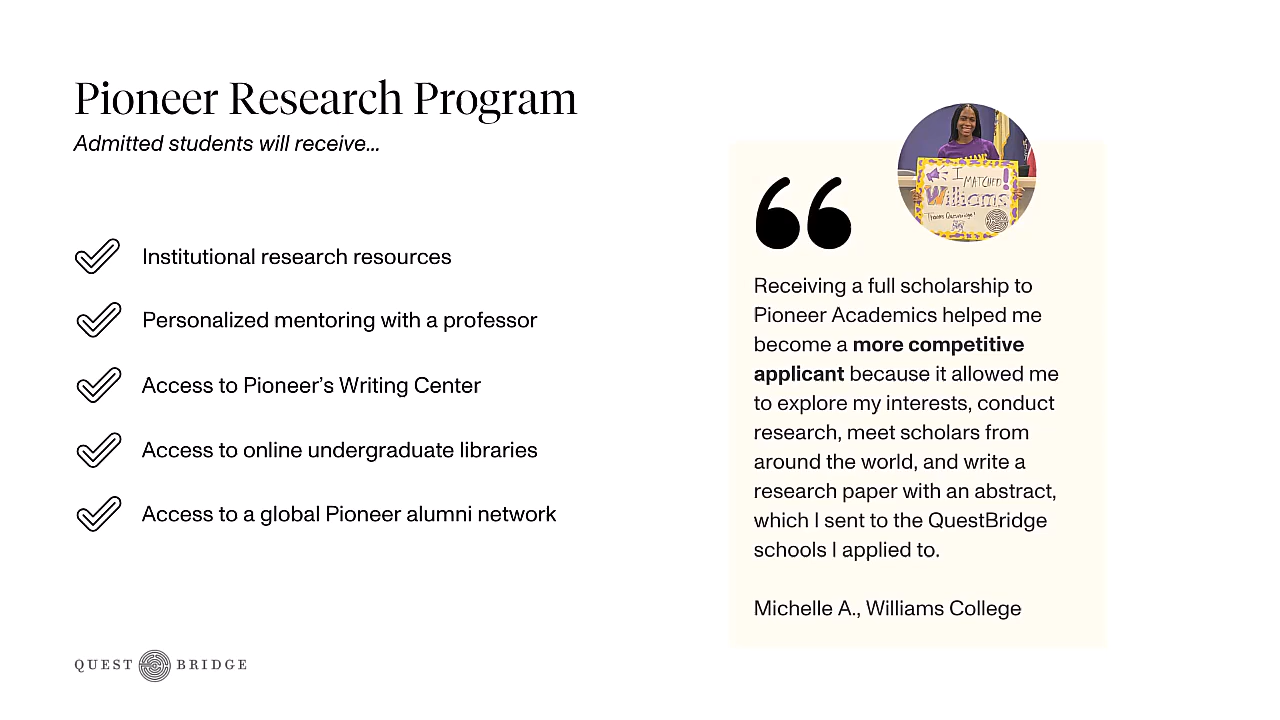 Pioneer Research Program
Admitted students will receive...
Institutional research resources
Personalized mentoring with a professor
Access to Pioneer’s Writing Center
Access to online undergraduate libraries
Access to a global Pioneer alumni network
QUEST BRIDGE
I
MATCHED!
Williams
Thanks Questbridge!
“
Receiving a full scholarship to
Pioneer Academics helped me
become a more competitive
applicant because it allowed me
to explore my interests, conduct
research, meet scholars from
around the world, and write a
research paper with an abstract,
which I sent to the QuestBridge
schools I applied to.
Michelle A., Williams College